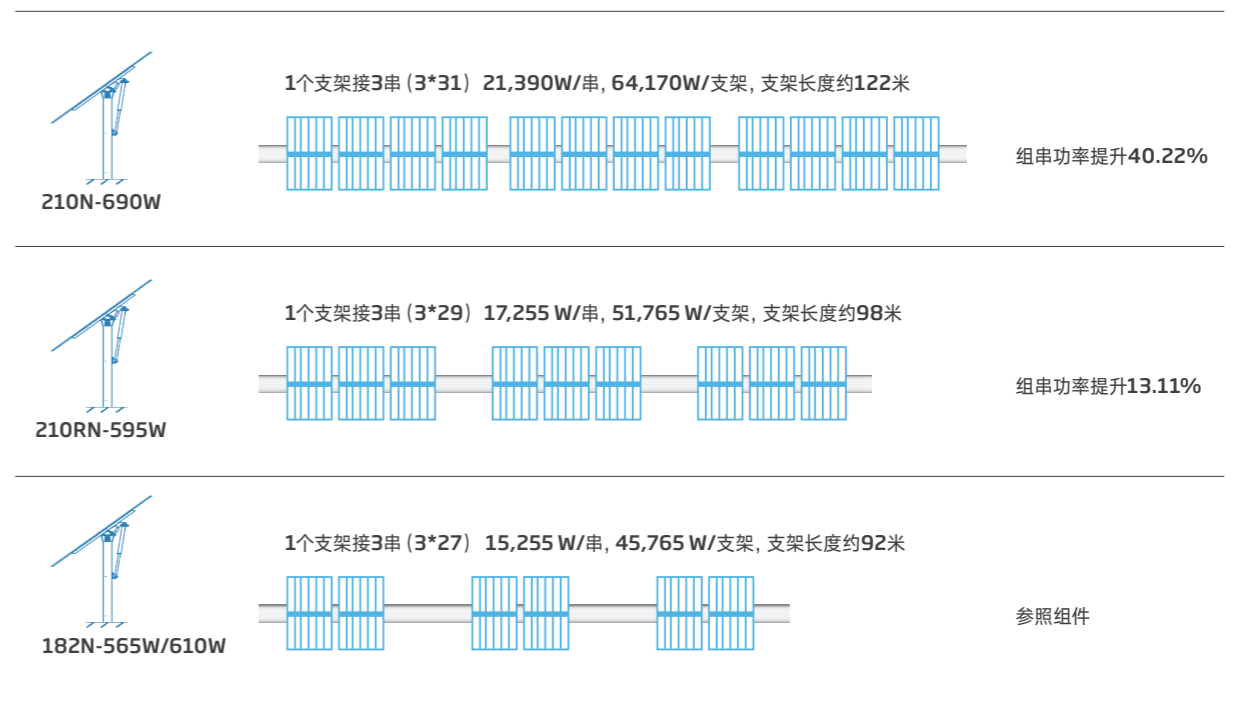 1个支架接3串（3*31）21,390W/串, 64,170W/支架, 支架长度约122米
组串功率提升40.22%
210N-690W
1个支架接3串（3*29）17,255 W/串, 51,765 W/支架, 支架长度约98米
组串功率提升13.11%
210RN-595W
1个支架接3串（3*27）15,255 W/串, 45,765 W/支架, 支架长度约92米
参照组件
182N-565W/610W